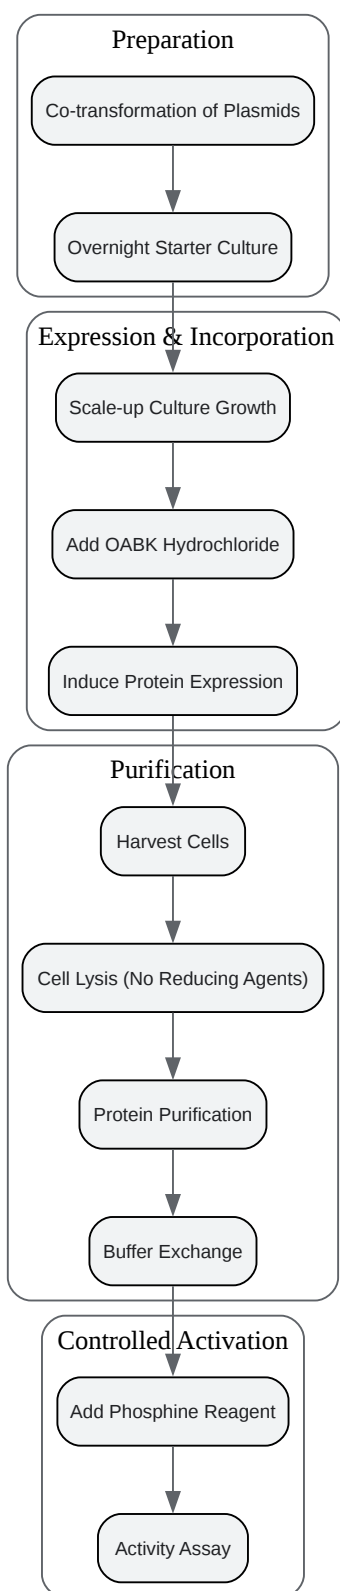 Preparation
Co-transformation of Plasmids
Overnight Starter Culture
Expression & Incorporation
Scale-up Culture Growth
Add OABK Hydrochloride
Induce Protein Expression
Purification
Harvest Cells
Cell Lysis (No Reducing Agents)
Protein Purification
Buffer Exchange
Controlled Activation
Add Phosphine Reagent
Activity Assay